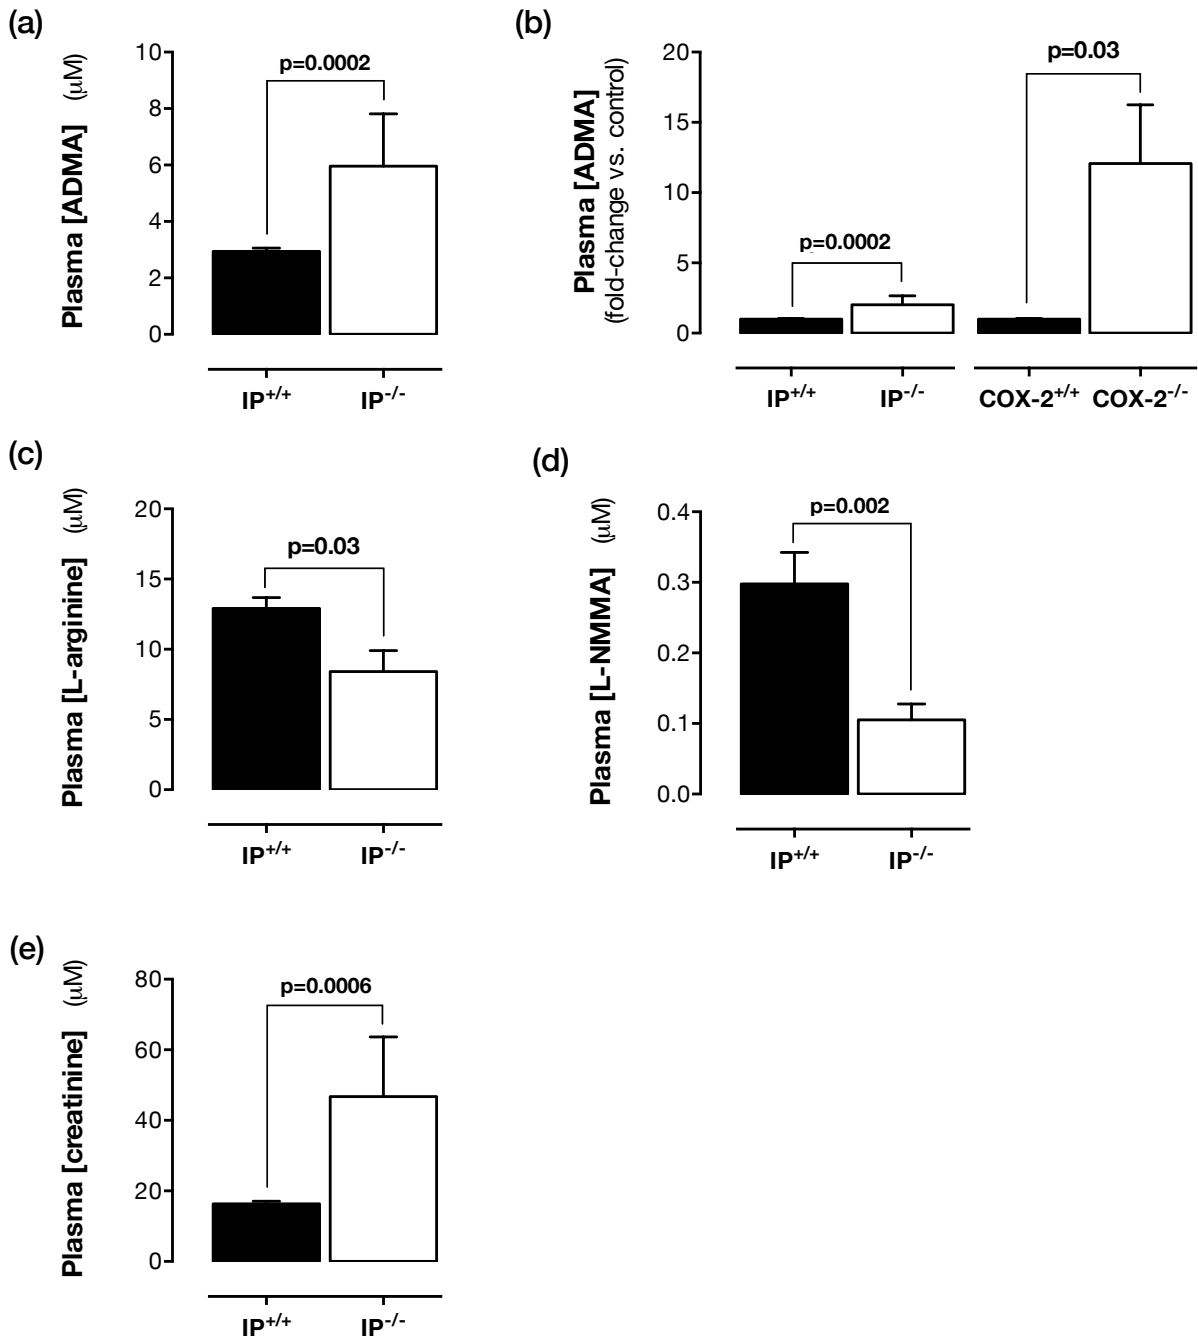 (a)
Plasma [ADMA] (μM)
10
8
6
4
2
0
p=0.0002
IP+/+
IP-/-
(b)
Plasma [ADMA]
(fold-change vs. control)
20
15
10
5
0
p=0.0002
p=0.03
IP+/+
IP-/-
COX-2+/+
COX-2-/-
(c)
Plasma [L-arginine] (μM)
20
15
10
5
0
p=0.03
IP+/+
IP-/-
(d)
Plasma [L-NMMA] (μM)
0.4
0.3
0.2
0.1
0.0
p=0.002
IP+/+
IP-/-
(e)
Plasma [creatinine] (μM)
80
60
40
20
0
p=0.0006
IP+/+
IP-/-